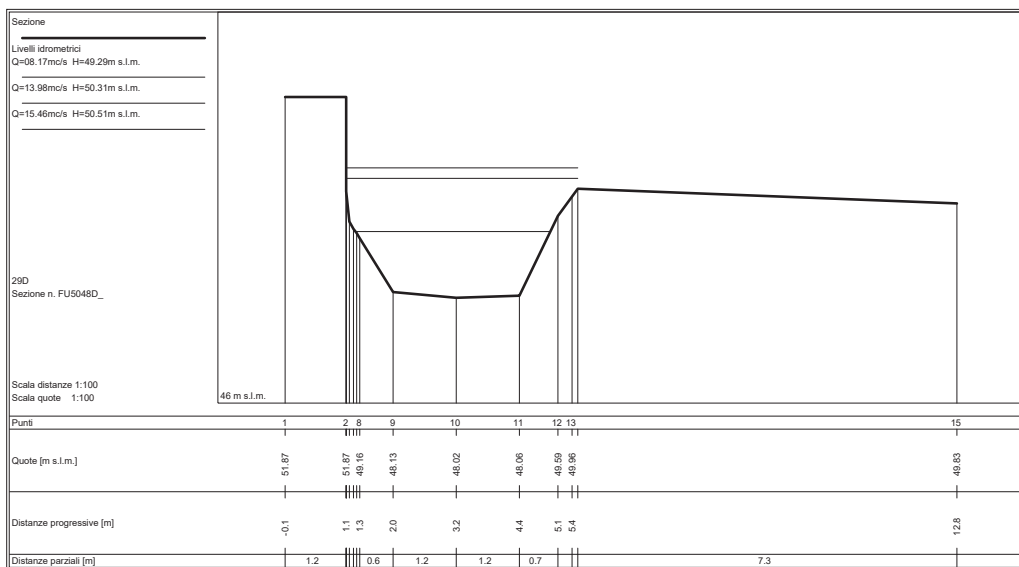 Sezione
Livelli idrometrici
Q=08.17mc/s H=49.29m s.l.m.
Q=13.98mc/s H=50.31m s.l.m.
Q=15.46mc/s H=50.51m s.l.m.
29D
Sezione n. FU5048D_
Scala distanze 1:100
Scala quote 1:100
46 m s.l.m.
Punti 1 2 8 9 10 11 12 13 15
Quote [m s.l.m.] 51.87 51.87 49.16 48.13 48.02 48.06 49.59 49.96 49.83
Distanze progressive [m] -0.1 1.1 1.3 2.0 3.2 4.4 5.1 5.4 12.8
Distanze parziali [m] 1.2 0.6 1.2 1.2 0.7 7.3